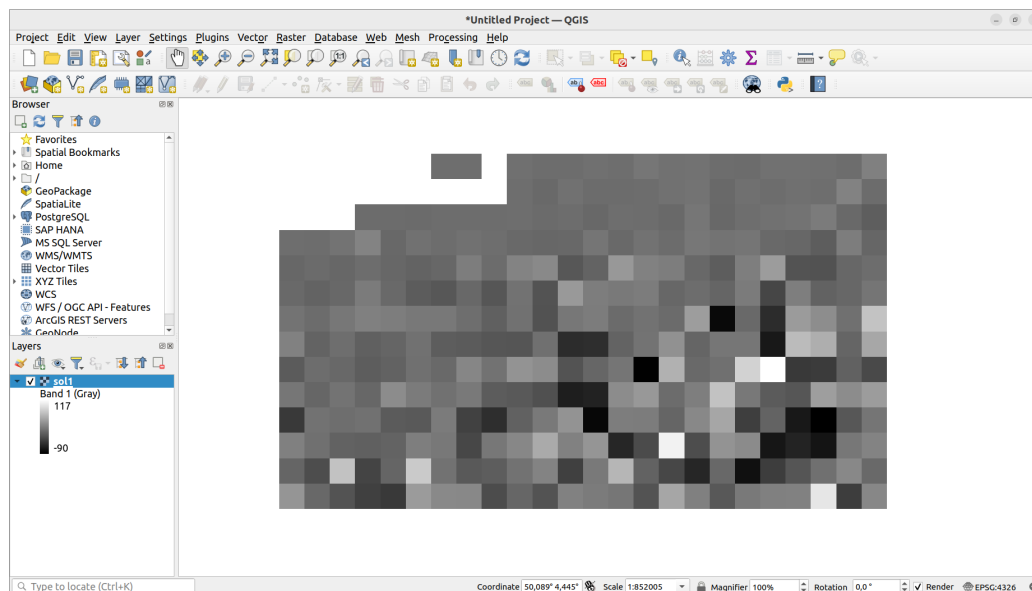 *Untitled Project — QGIS
Project Edit View Layer Settings Plugins Vector Raster Database Web Mesh Processing Help
Browser
Favorites
Spatial Bookmarks
Home
/
GeoPackage
SpatiaLite
PostgreSQL
SAP HANA
MS SQL Server
WMS/WMTS
Vector Tiles
XYZ Tiles
WCS
WFS / OGC API - Features
ArcGIS REST Servers
GeoNode
Layers
sol1
Band 1 (Gray)
117
-90
Type to locate (Ctrl+K)
Coordinate 50,089° 4,445° Scale 1:852005 Magnifier 100% Rotation 0,0 ° Render EPSG:4326